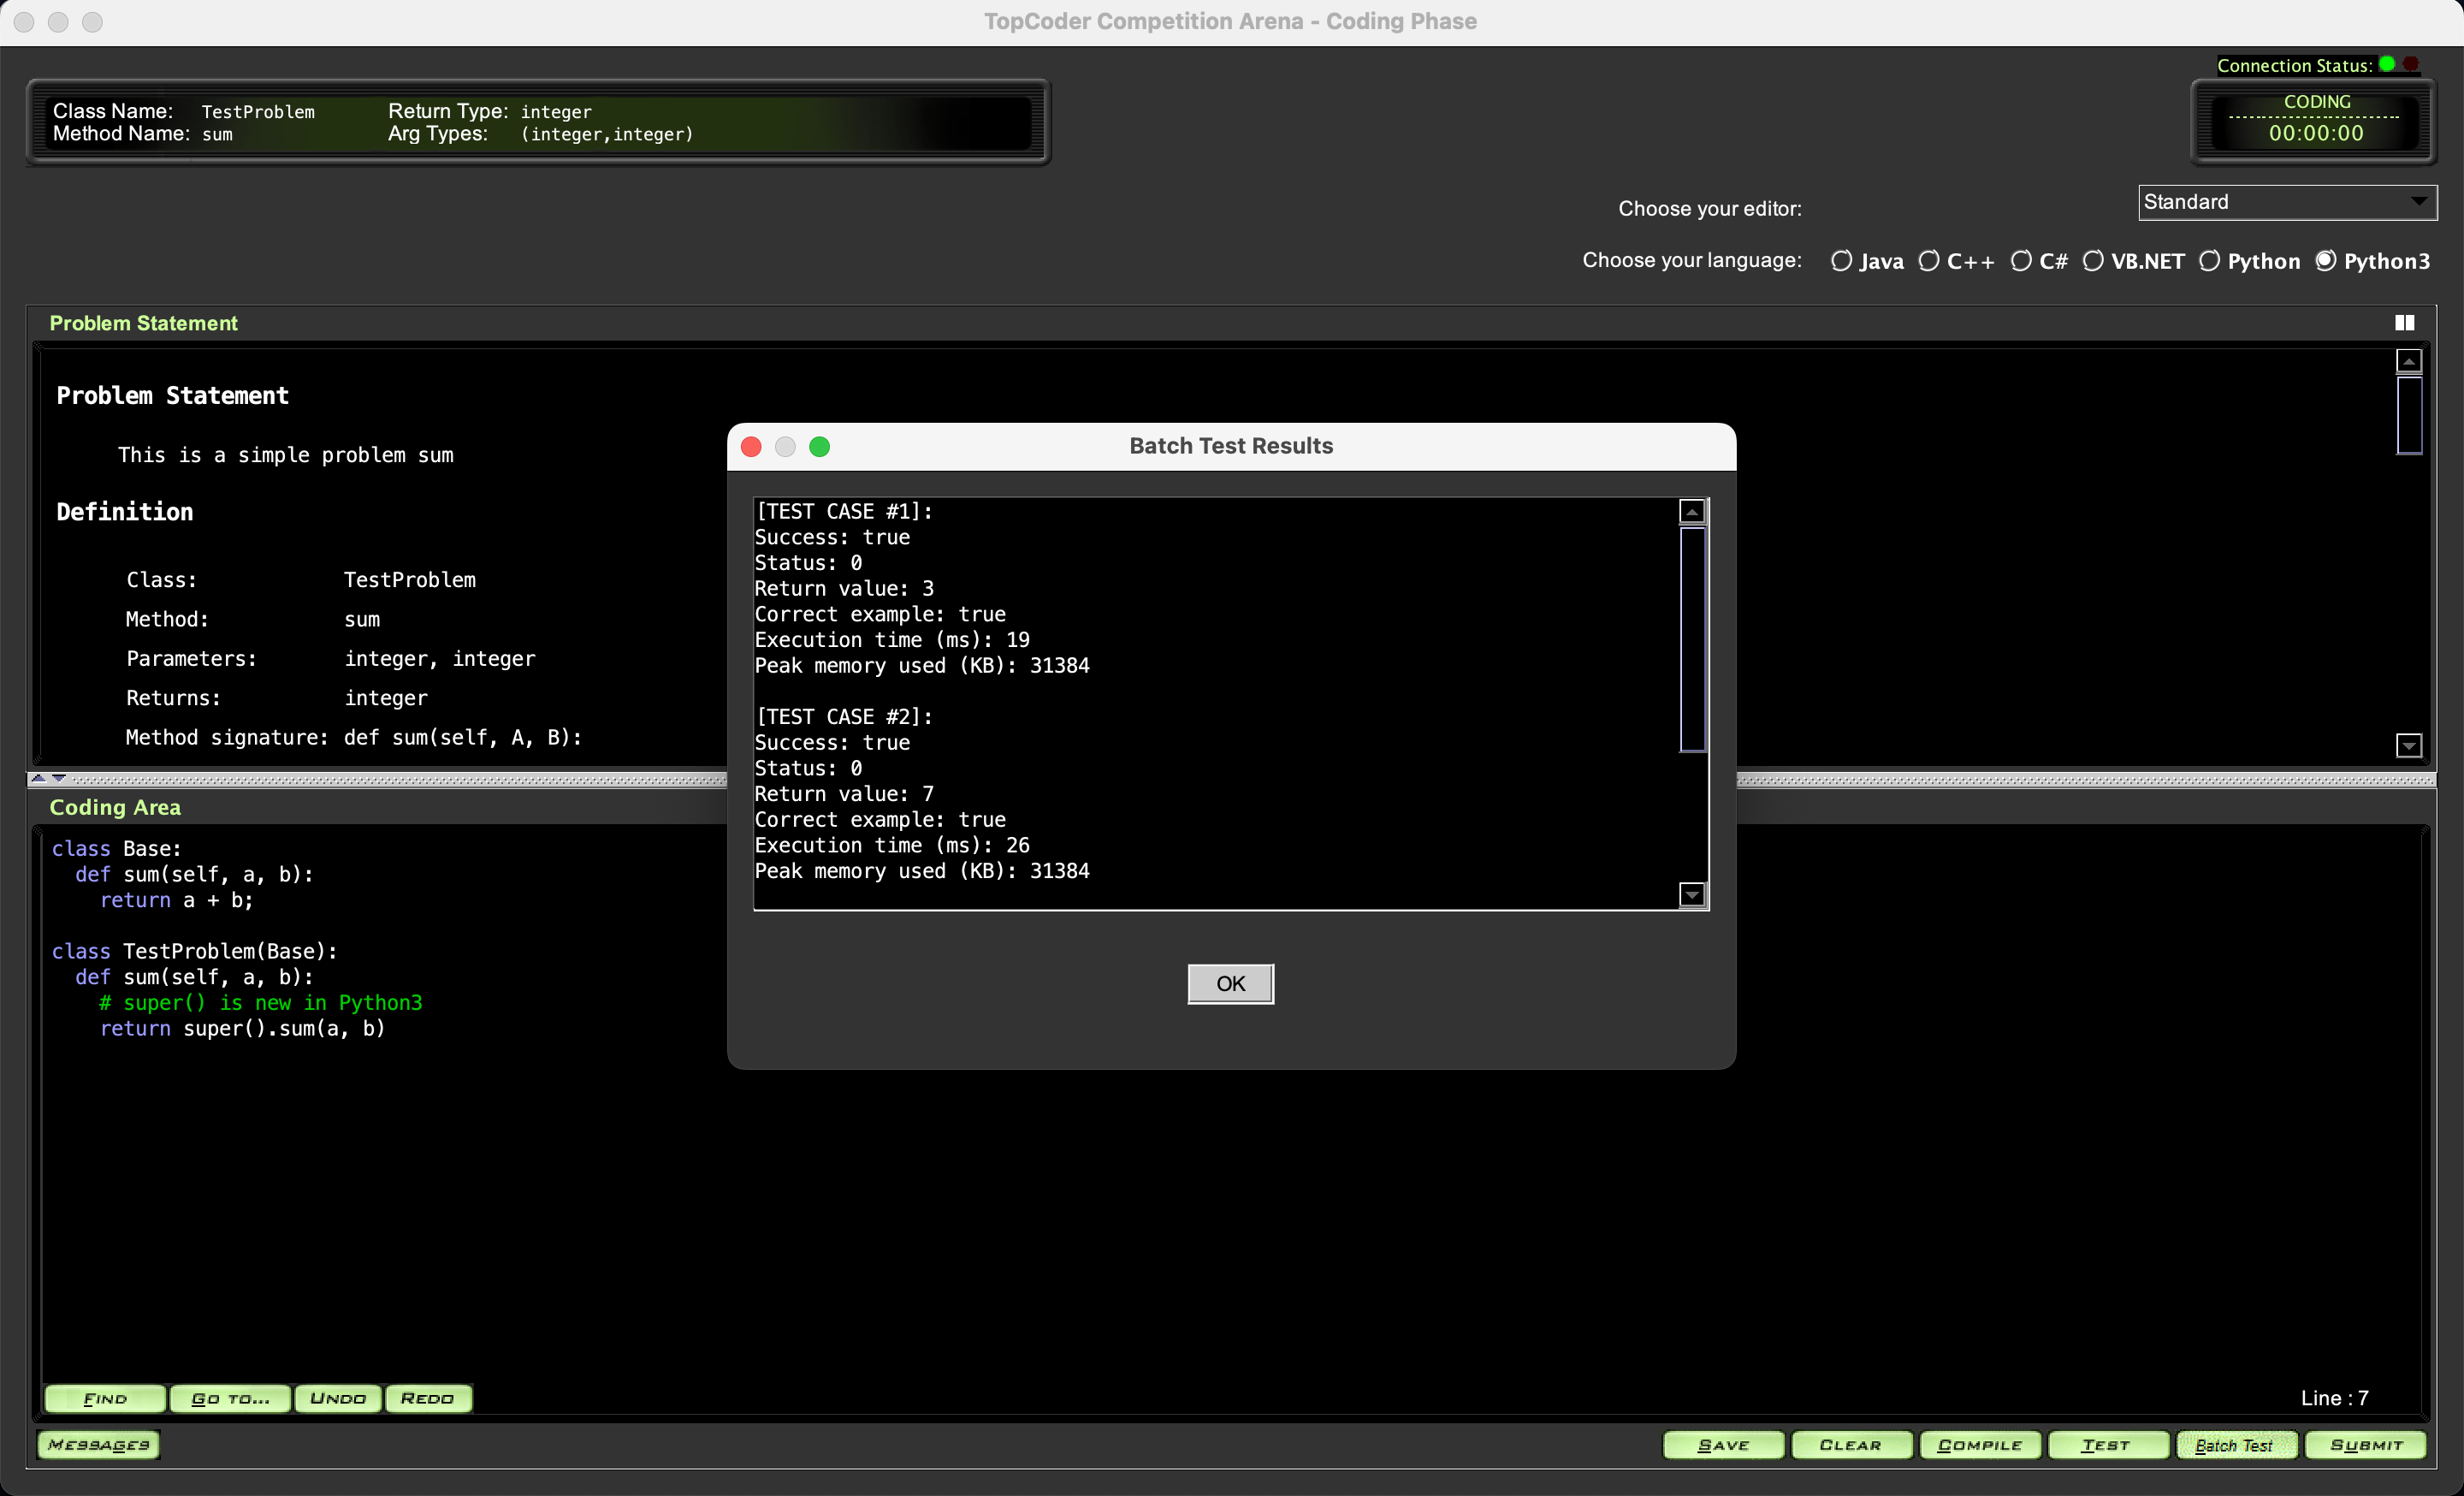 TopCoder Competition Arena - Coding Phase
Connection Status:
Class Name: TestProblem Return Type: integer
Method Name: sum Arg Types: (integer,integer)
CODING
00:00:00
Choose your editor: Standard
Choose your language: Java C++ C# VB.NET Python Python3
Problem Statement
Problem Statement
This is a simple problem sum
Definition
Class: TestProblem
Method: sum
Parameters: integer, integer
Returns: integer
Method signature: def sum(self, A, B):
Batch Test Results
[TEST CASE #1]:
Success: true
Status: 0
Return value: 3
Correct example: true
Execution time (ms): 19
Peak memory used (KB): 31384
[TEST CASE #2]:
Success: true
Status: 0
Return value: 7
Correct example: true
Execution time (ms): 26
Peak memory used (KB): 31384
OK
Coding Area
class Base:
def sum(self, a, b):
return a + b;
class TestProblem(Base):
def sum(self, a, b):
# super() is new in Python3
return super().sum(a, b)
FIND GO TO... UNDO REDO
Line : 7
MESSAGES
SAVE CLEAR COMPILE TEST Batch Test SUBMIT